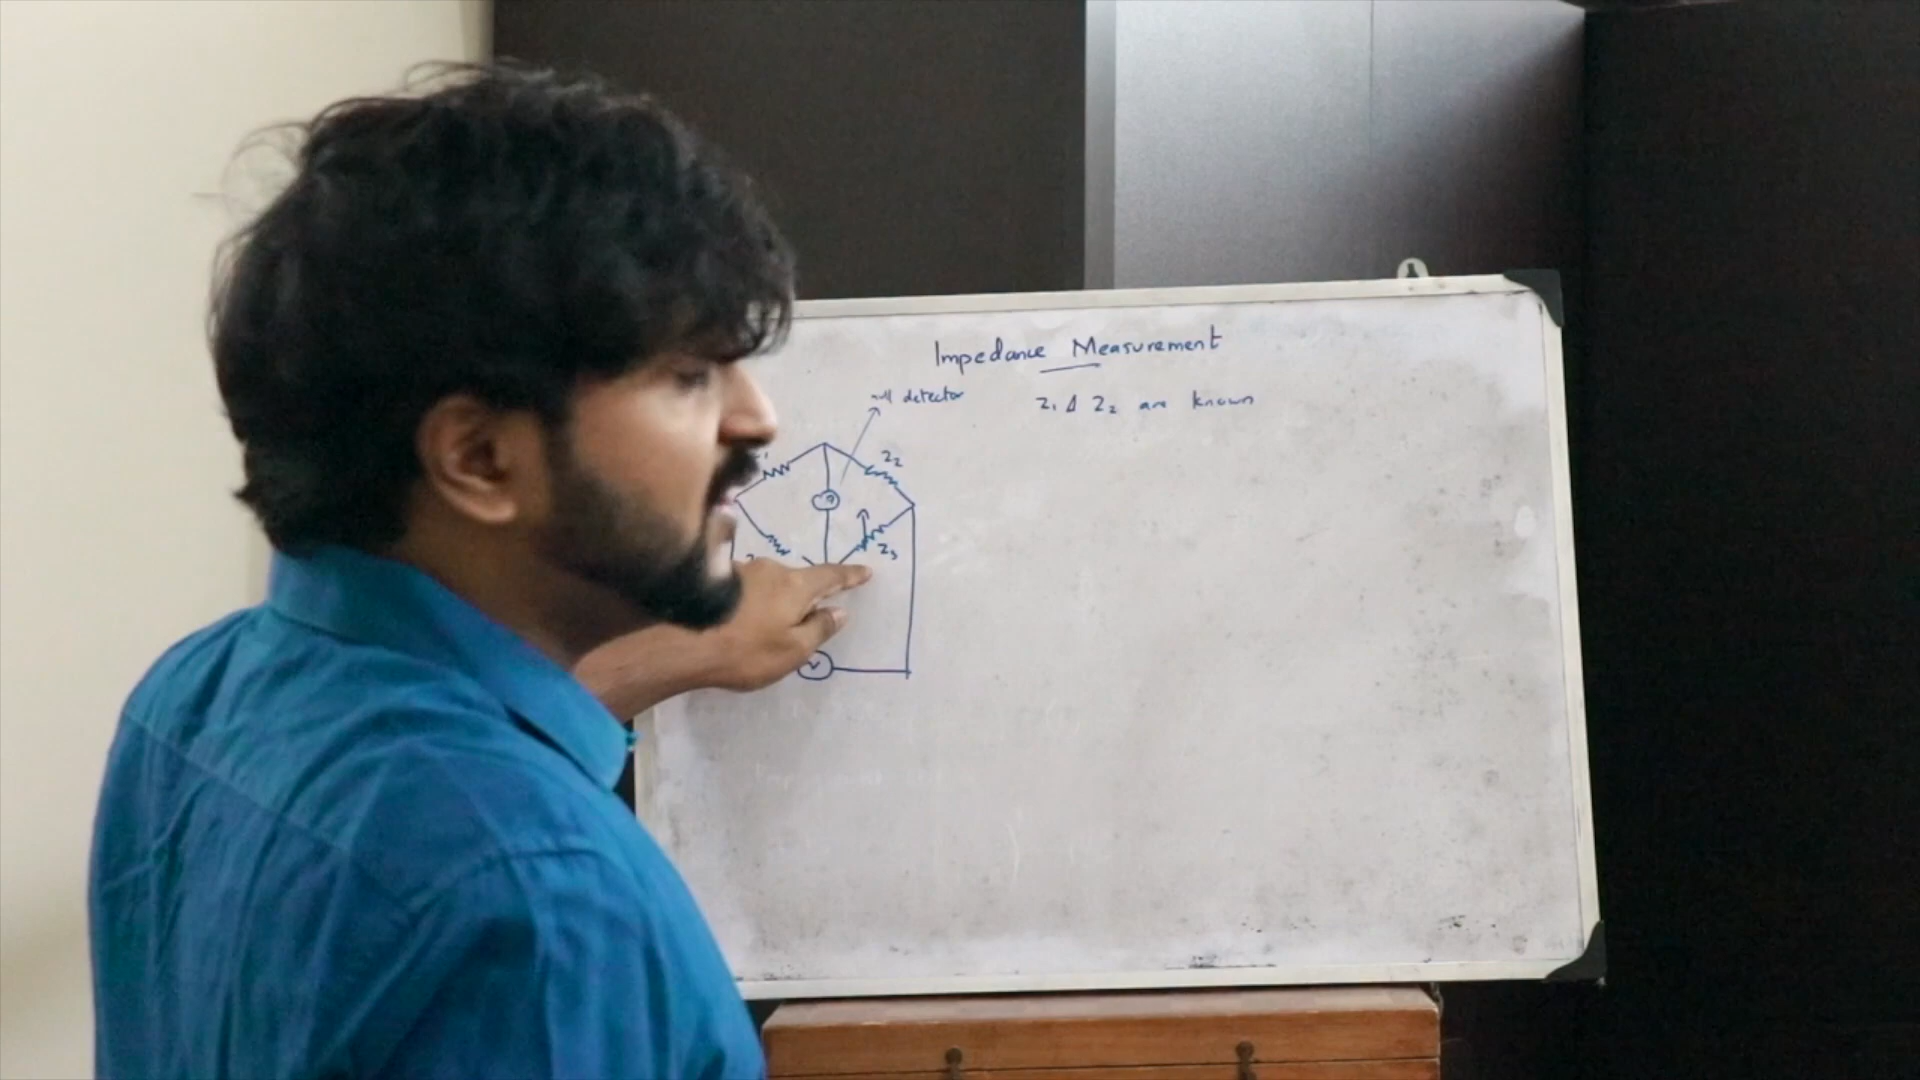 Impedance Measurement
null detector
Z₁ & Z₂ are known
Z₂
Z₃
V